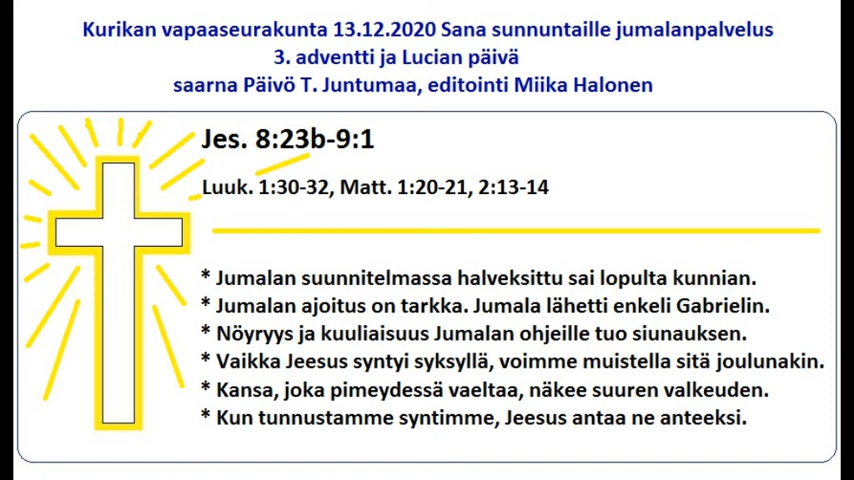 Kurikan vapaaseurakunta 13.12.2020 Sana sunnuntaille jumalanpalvelus
3. adventti ja Lucian päivä
saarna Päivö T. Juntumaa, editointi Miika Halonen
Jes. 8:23b-9:1
Luuk. 1:30-32, Matt. 1:20-21, 2:13-14
* Jumalan suunnitelmassa halveksittu sai lopulta kunnian.
* Jumalan ajoitus on tarkka. Jumala lähetti enkeli Gabrielin.
* Nöyryys ja kuuliaisuus Jumalan ohjeille tuo siunauksen.
* Vaikka Jeesus syntyi syksyllä, voimme muistella sitä joulunakin.
* Kansa, joka pimeydessä vaeltaa, näkee suuren valkeuden.
* Kun tunnustamme syntimme, Jeesus antaa ne anteeksi.